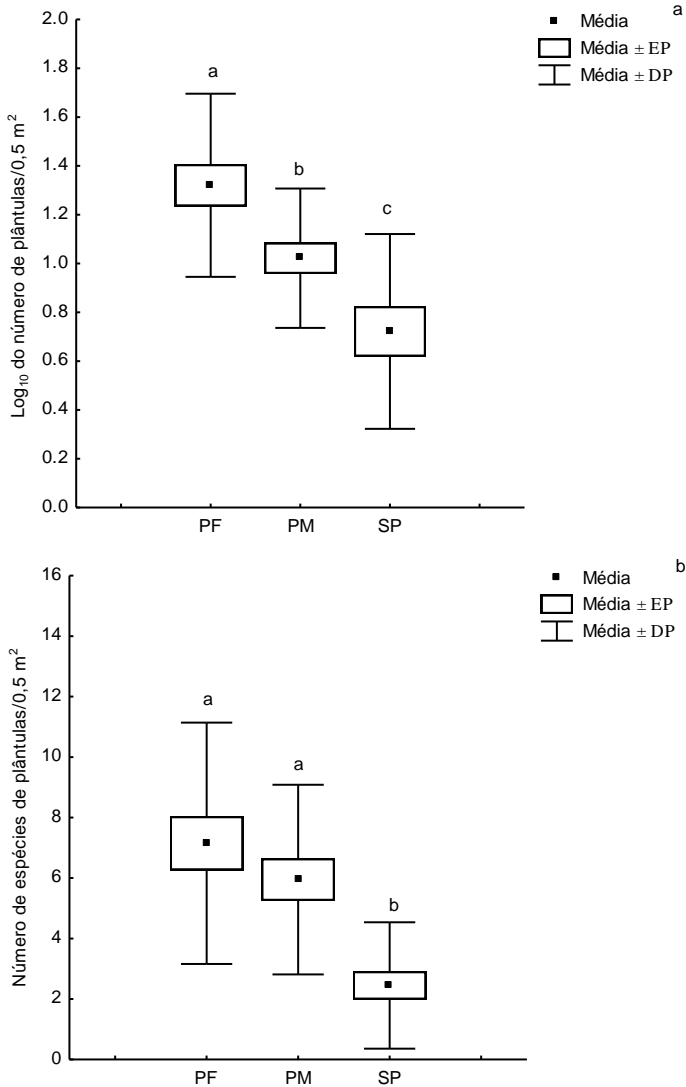 a
Média
Média ± EP
Média ± DP
2.0
1.8
1.6
1.4
1.2
1.0
0.8
0.6
0.4
0.2
0.0
Log₁₀ do número de plântulas/0,5 m²
a
b
c
PF PM SP
b
Média
Média ± EP
Média ± DP
16
14
12
10
8
6
4
2
0
Número de espécies de plântulas/0,5 m²
a
a
b
PF PM SP